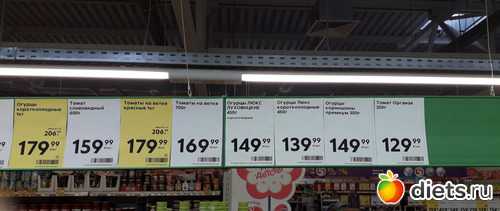 Огурцы
короткоплодные
1кг
206.
179 99
Томат
сливовидный
600г
159 99
Томаты на ветке
красные 1кг
206.
179 99
Томаты на ветке
700г
169 99
Огурцы ЛЮКС
ЛУХОВИЦКИЕ
450г
149 99
Огурцы Люкс
короткоплодные
450г
139 99
Огурцы
корнишоны
премиум 300г
149 99
Томат Органза
350г
129 99
diets.ru